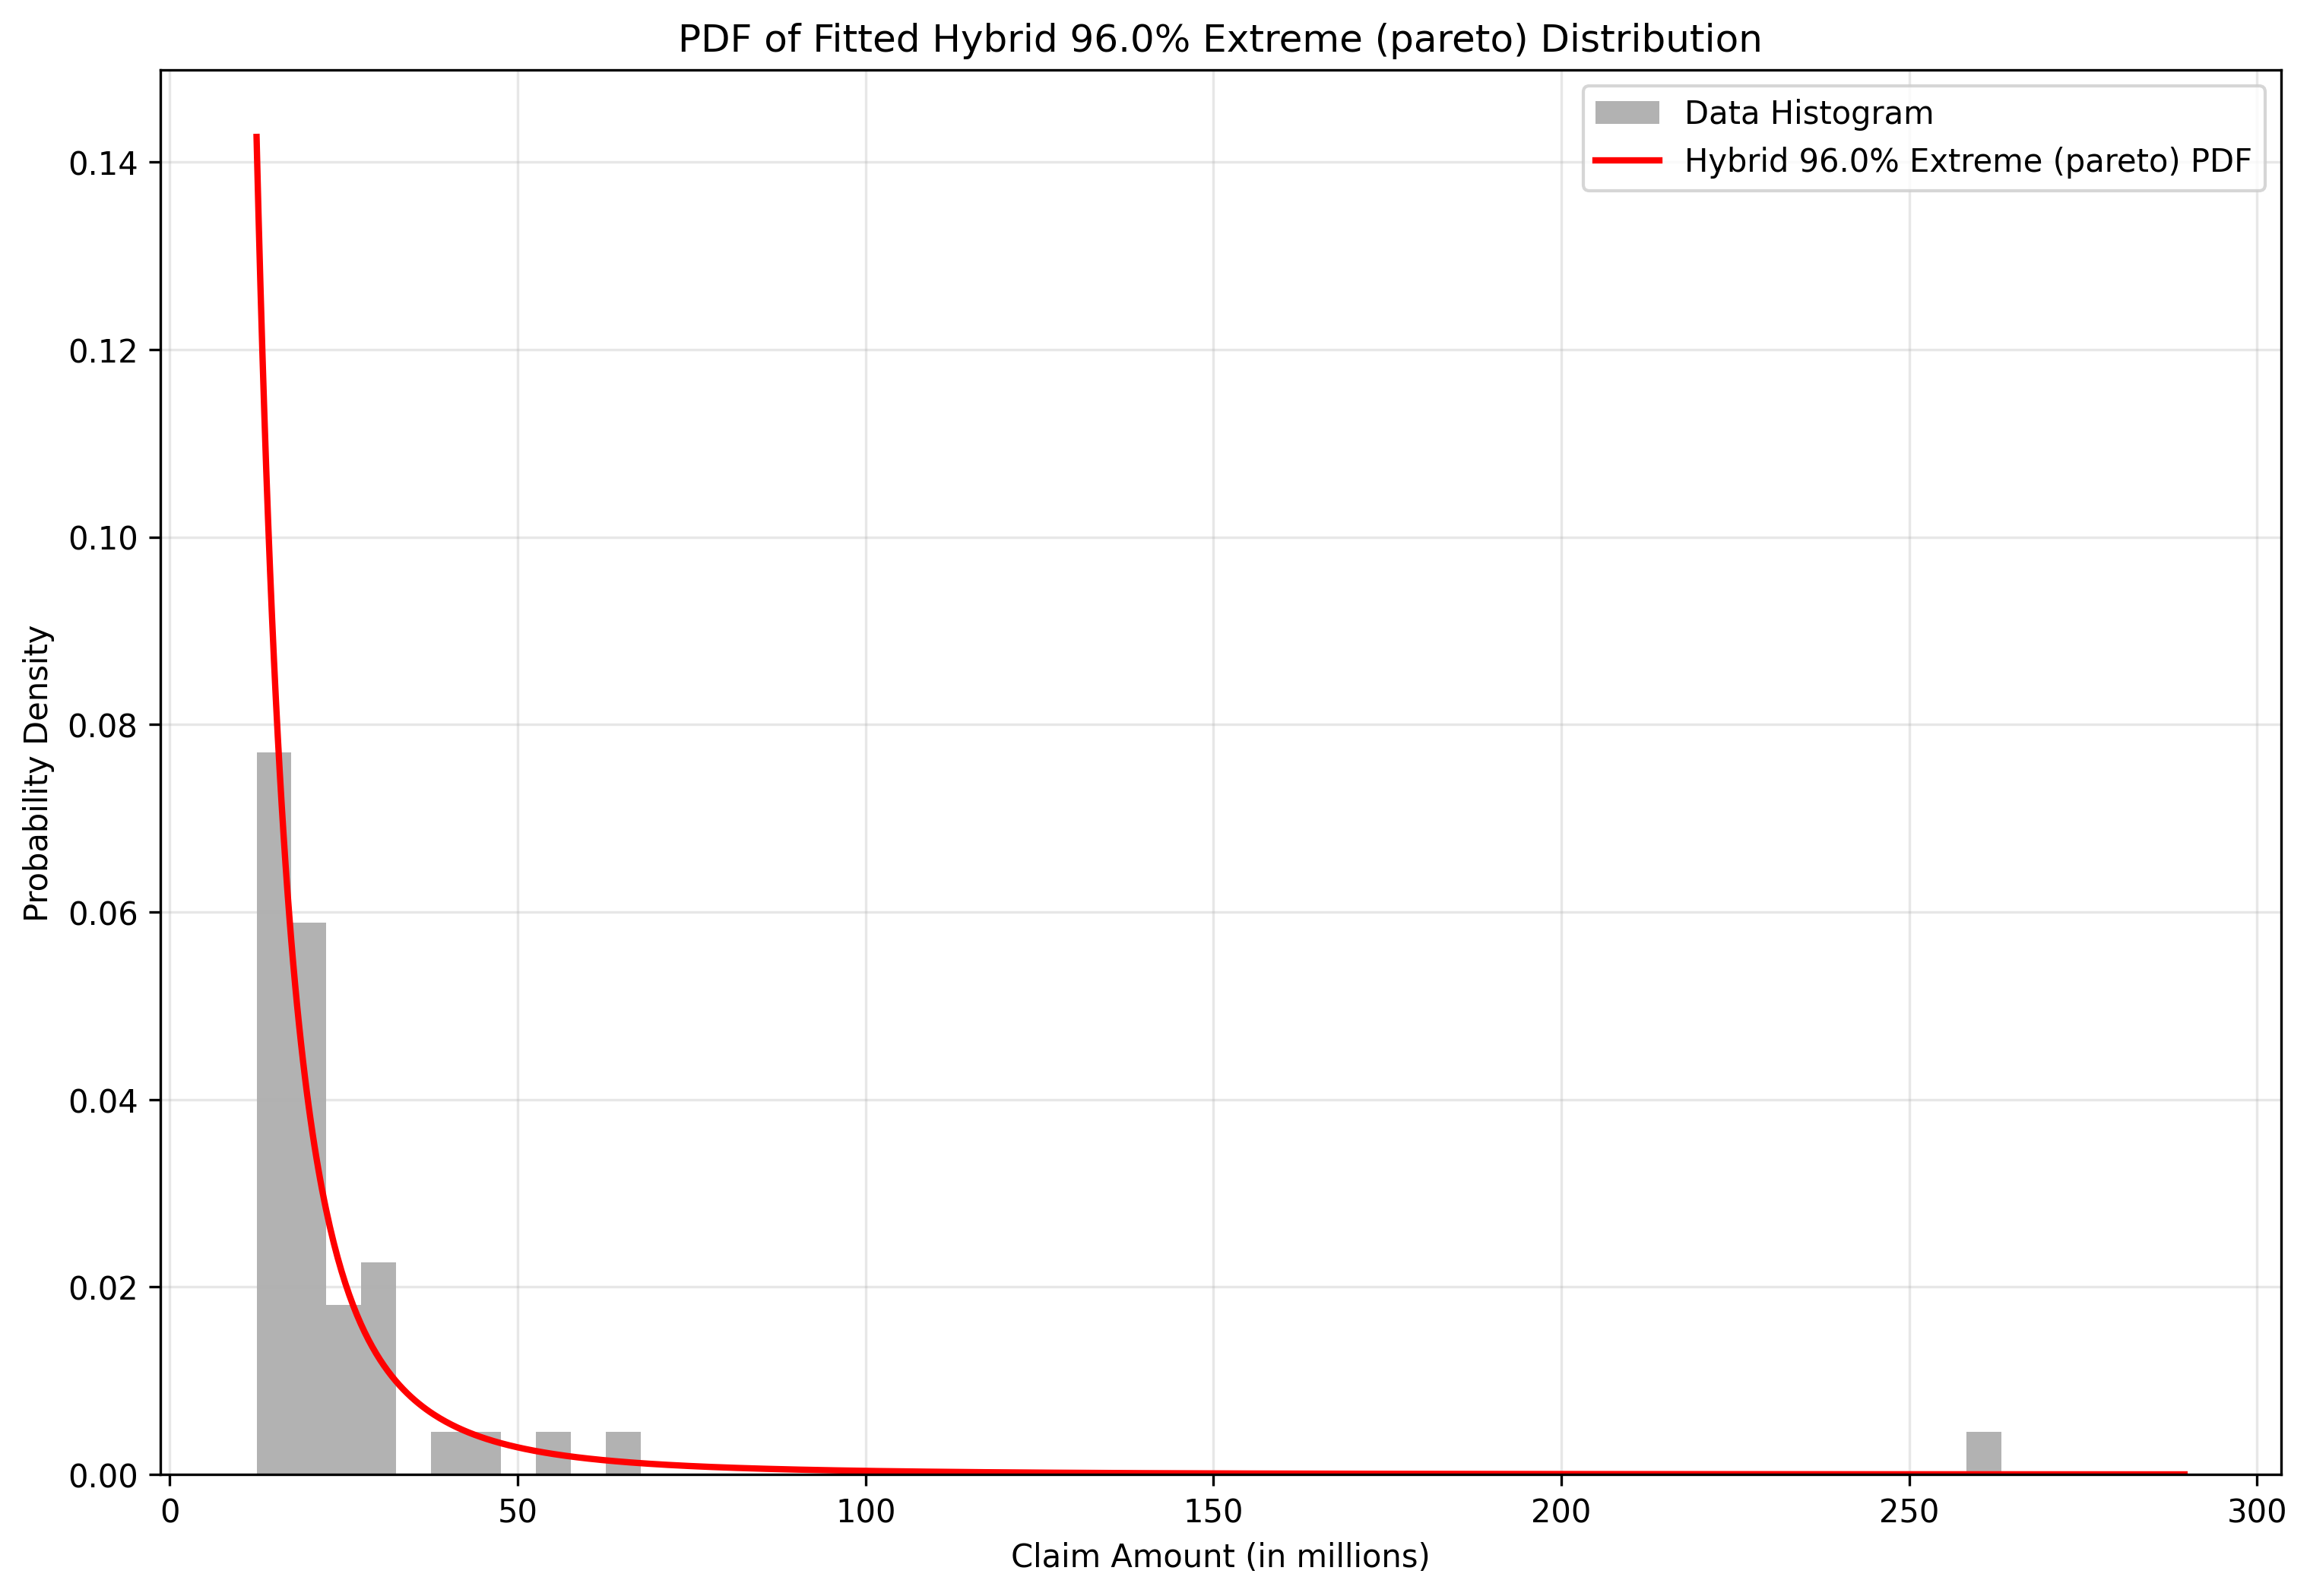 PDF of Fitted Hybrid 96.0% Extreme (pareto) Distribution
Data Histogram
Hybrid 96.0% Extreme (pareto) PDF
Probability Density
0.14
0.12
0.10
0.08
0.06
0.04
0.02
0.00
0 50 100 150 200 250 300
Claim Amount (in millions)